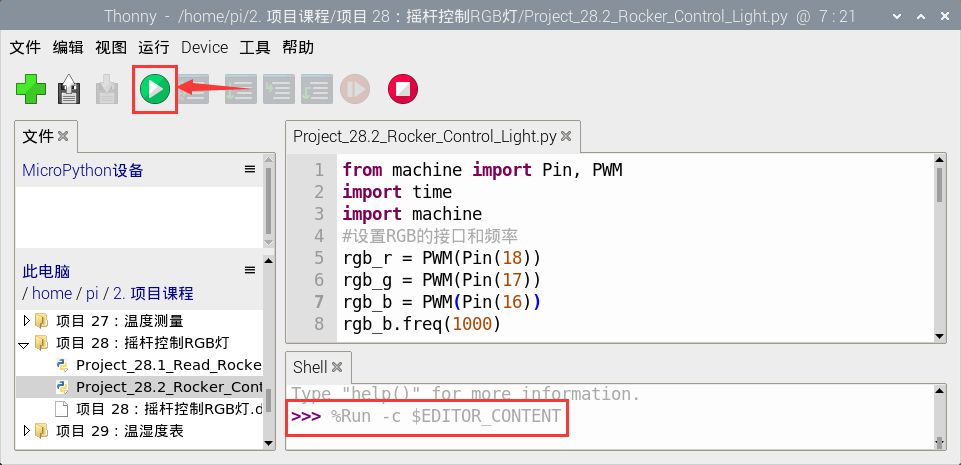 Thonny - /home/pi/2. 项目课程/项目 28：摇杆控制RGB灯/Project_28.2_Rocker_Control_Light.py @ 7 : 21
文件 编辑 视图 运行 Device 工具 帮助
文件
MicroPython设备
此电脑
/ home / pi / 2. 项目课程
项目 27：温度测量
项目 28：摇杆控制RGB灯
Project_28.1_Read_Rocke
Project_28.2_Rocker_Cont
项目 28：摇杆控制RGB灯.d
项目 29：温湿度表
Project_28.2_Rocker_Control_Light.py
1 from machine import Pin, PWM
2 import time
3 import machine
4 #设置RGB的接口和频率
5 rgb_r = PWM(Pin(18))
6 rgb_g = PWM(Pin(17))
7 rgb_b = PWM(Pin(16))
8 rgb_b.freq(1000)
Shell
Type "help()" for more information.
>>> %Run -c $EDITOR_CONTENT